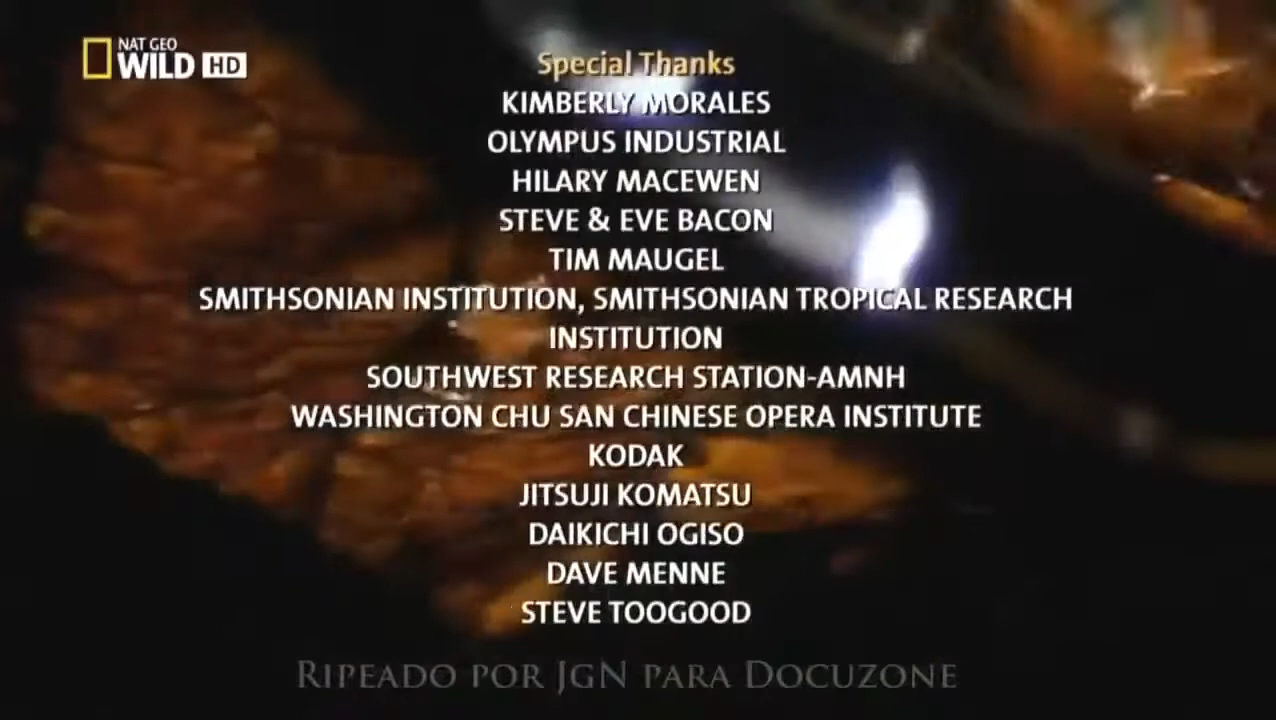 NAT GEO
WILD HD
Special Thanks
KIMBERLY MORALES
OLYMPUS INDUSTRIAL
HILARY MACEWEN
STEVE & EVE BACON
TIM MAUGEL
SMITHSONIAN INSTITUTION, SMITHSONIAN TROPICAL RESEARCH
INSTITUTION
SOUTHWEST RESEARCH STATION-AMNH
WASHINGTON CHU SAN CHINESE OPERA INSTITUTE
KODAK
JITSUJI KOMATSU
DAIKICHI OGISO
DAVE MENNE
STEVE TOOGOOD
RIPEADO POR JGN PARA DOCUZONE